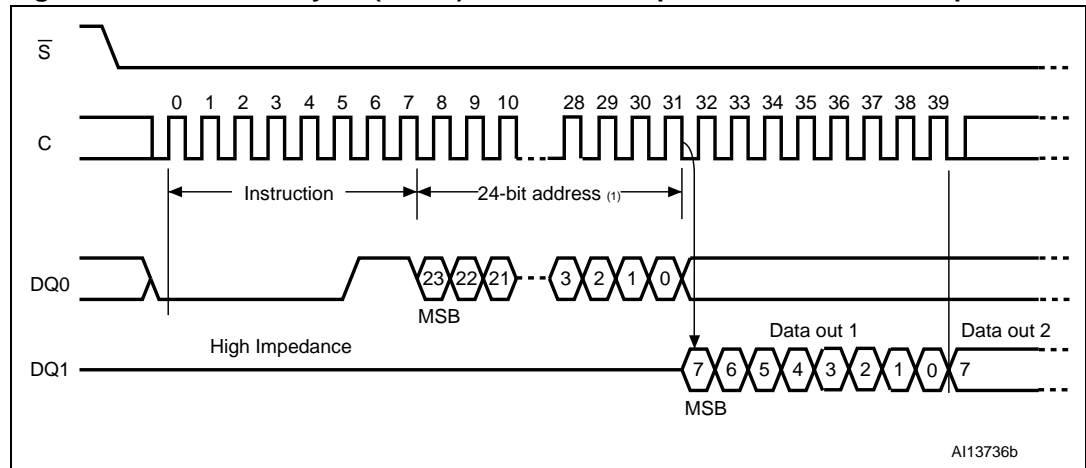 S
0 1 2 3 4 5 6 7 8 9 10 28 29 30 31 32 33 34 35 36 37 38 39
C
Instruction 24-bit address (1)
DQ0 23 22 21 3 2 1 0
MSB
High Impedance Data out 1 Data out 2
DQ1 7 6 5 4 3 2 1 0 7
MSB
AI13736b